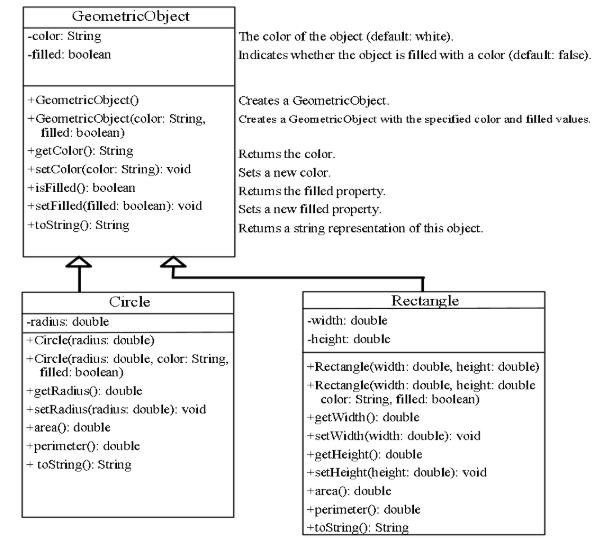 GeometricObject
-color: String
The color of the object (default: white).
-filled: boolean
Indicates whether the object is filled with a color (default: false).
+GeometricObject()
Creates a GeometricObject.
+GeometricObject(color: String,
filled: boolean)
Creates a GeometricObject with the specified color and filled values.
+getColor(): String
Returns the color.
+setColor(color: String): void
Sets a new color.
+isFilled(): boolean
Returns the filled property.
+setFilled(filled: boolean): void
Sets a new filled property.
+toString(): String
Returns a string representation of this object.
Circle
-radius: double
+Circle(radius: double)
+Circle(radius: double, color: String,
filled: boolean)
+getRadius(): double
+setRadius(radius: double): void
+area(): double
+perimeter(): double
+ toString(): String
Rectangle
-width: double
-height: double
+Rectangle(width: double, height: double)
+Rectangle(width: double, height: double
color: String, filled: boolean)
+getWidth(): double
+setWidth(width: double): void
+getHeight(): double
+setHeight(height: double): void
+area(): double
+perimeter(): double
+toString(): String